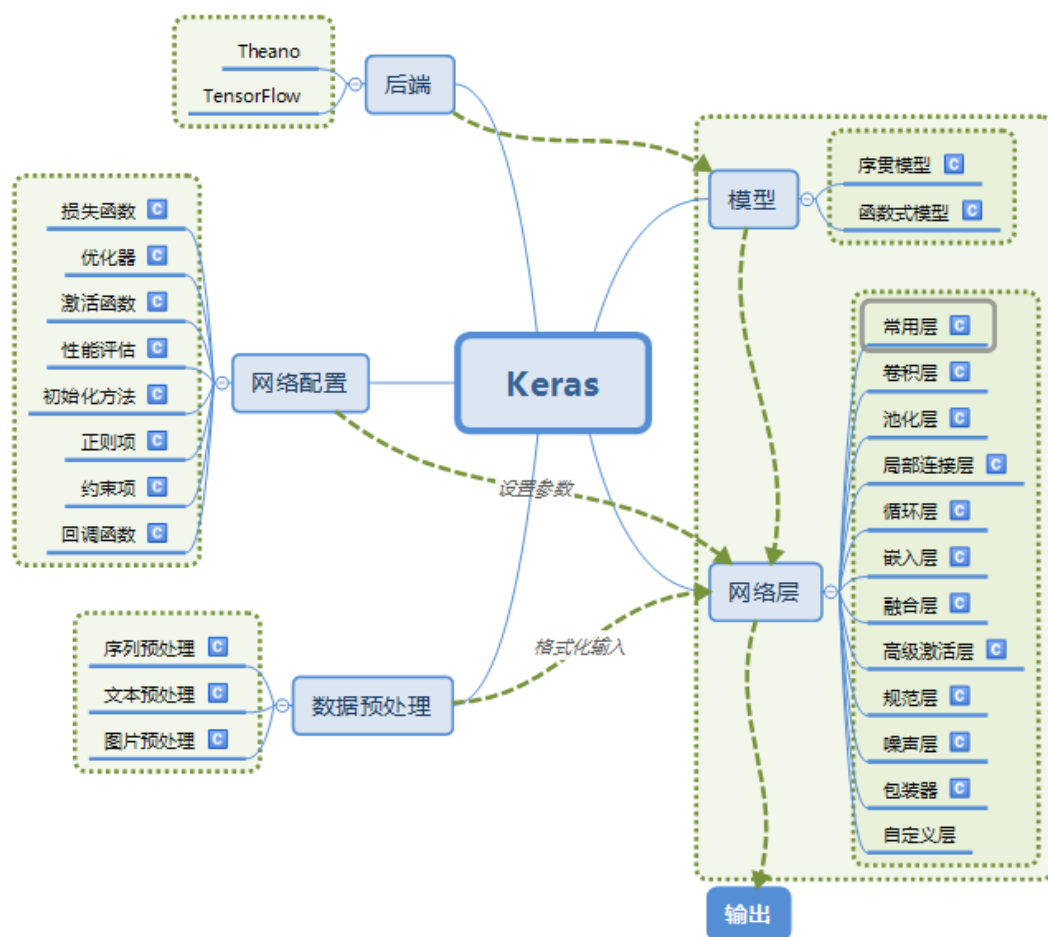 Theano
TensorFlow
后端
模型
序贯模型 C
函数式模型 C
损失函数 C
优化器 C
激活函数 C
性能评估 C
初始化方法 C
正则项 C
约束项 C
回调函数 C
网络配置
Keras
设置参数
常用层 C
卷积层 C
池化层 C
局部连接层 C
循环层 C
嵌入层 C
融合层 C
高级激活层 C
规范层 C
噪声层 C
包装器 C
自定义层
网络层
格式化输入
序列预处理 C
文本预处理 C
图片预处理 C
数据预处理
输出